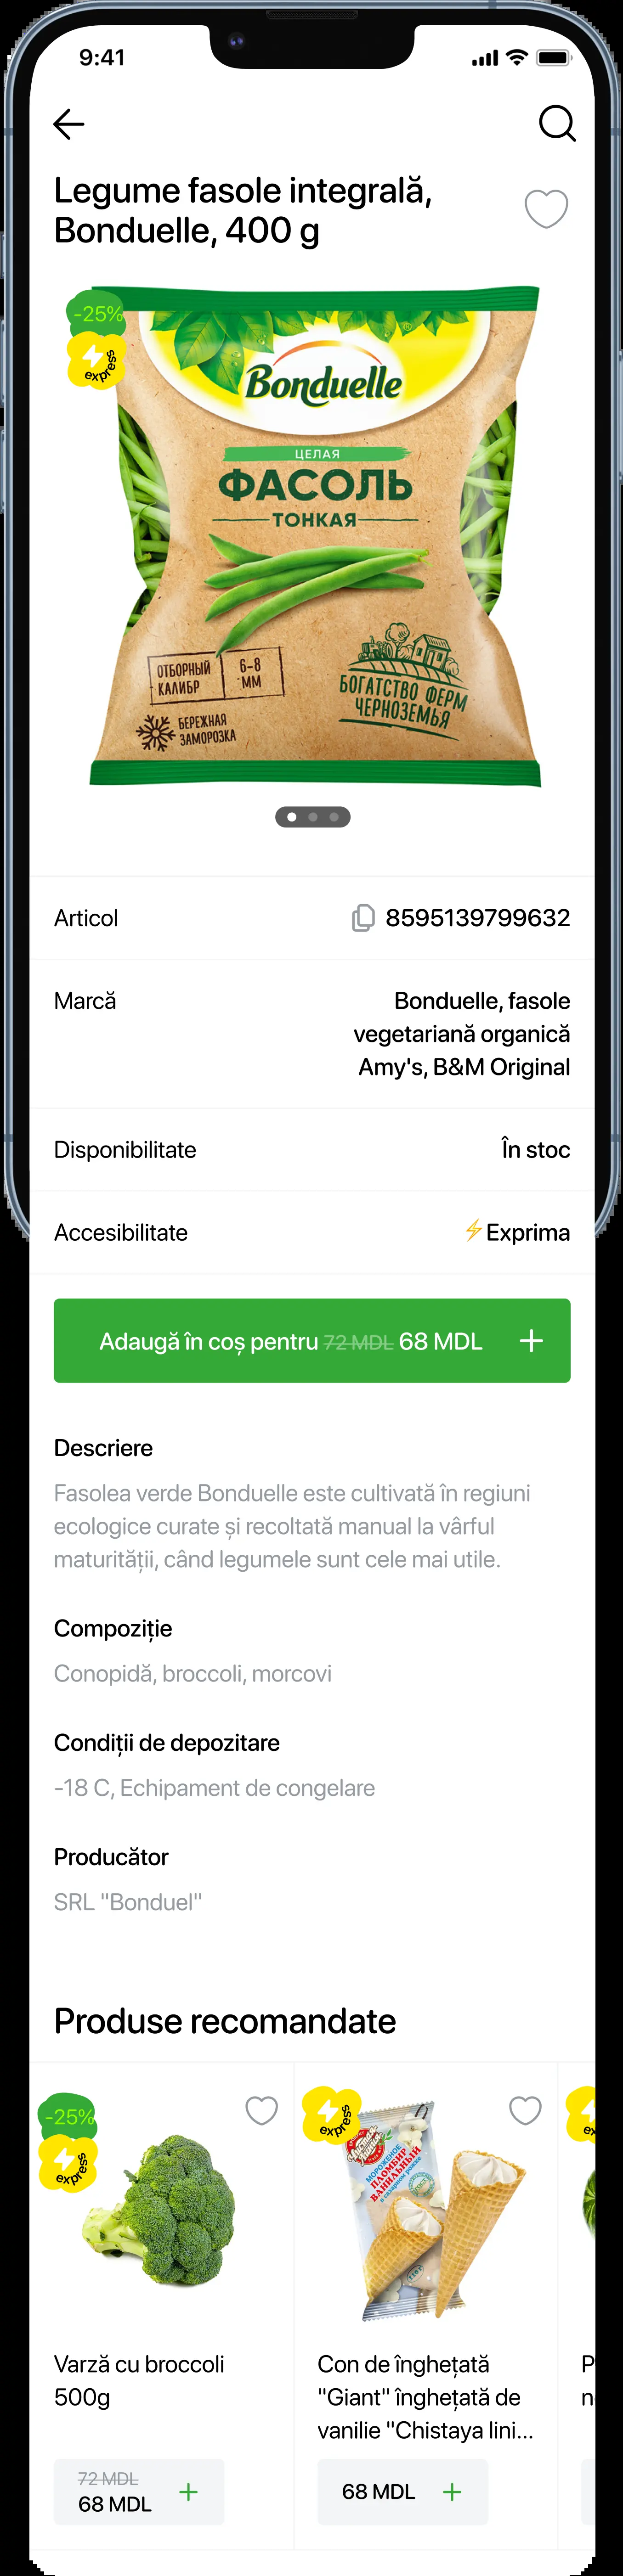 9:41
Legume fasole integrală,
Bonduelle, 400 g
-25%
express
Bonduelle
ЦЕЛАЯ
ФАСОЛЬ
ТОНКАЯ
ОТБОРНЫЙ
КАЛИБР
6-8
ММ
БЕРЕЖНАЯ
ЗАМОРОЗКА
БОГАТСТВО ФЕРМ
ЧЕРНОЗЕМЬЯ
Articol 8595139799632
Marcă Bonduelle, fasole
vegetariană organică
Amy's, B&M Original
Disponibilitate În stoc
Accesibilitate ⚡Exprima
Adaugă în coș pentru 72 MDL 68 MDL +
Descriere
Fasolea verde Bonduelle este cultivată în regiuni
ecologice curate și recoltată manual la vârful
maturității, când legumele sunt cele mai utile.
Compoziție
Conopidă, broccoli, morcovi
Condiții de depozitare
-18 C, Echipament de congelare
Producător
SRL "Bonduel"
Produse recomandate
-25%
express
Varză cu broccoli
500g
72 MDL
68 MDL +
express
МОРОЖЕНОЕ
ПЛОМБИР
ВАНИЛЬНЫЙ
Con de înghețată
"Giant" înghețată de
vanilie "Chistaya lini...
68 MDL +